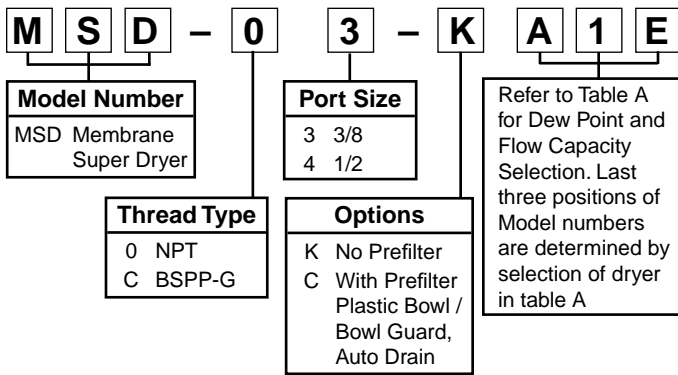 M S D – 0 3 – K A 1 E
Model Number
MSD Membrane
Super Dryer
Thread Type
0 NPT
C BSPP-G
Port Size
3 3/8
4 1/2
Options
K No Prefilter
C With Prefilter
Plastic Bowl /
Bowl Guard,
Auto Drain
Refer to Table A
for Dew Point and
Flow Capacity
Selection. Last
three positions of
Model numbers
are determined by
selection of dryer
in table A